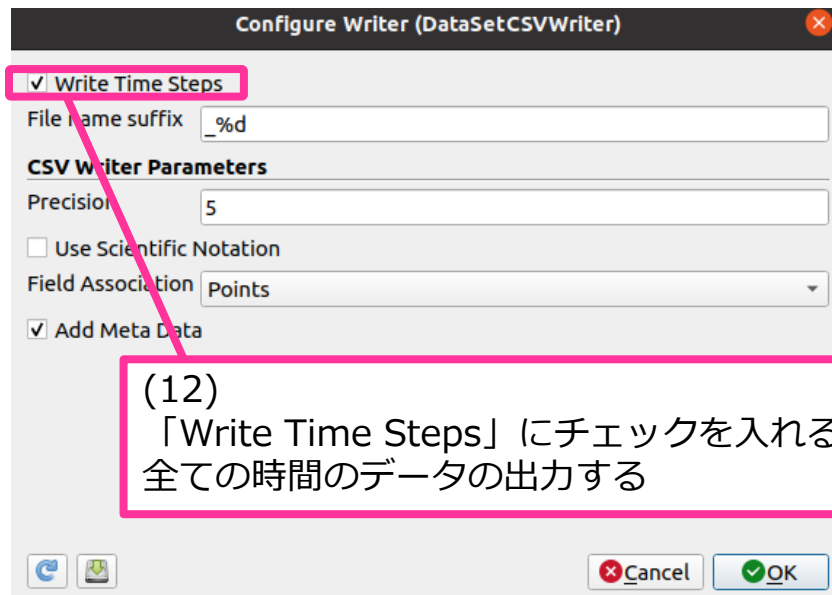 Configure Writer (DataSetCSVWriter)
Write Time Steps
File name suffix _%d
CSV Writer Parameters
Precision 5
Use Scientific Notation
Field Association Points
Add Meta Data
(12)
「Write Time Steps」にチェックを入れる
全ての時間のデータの出力する
Cancel OK